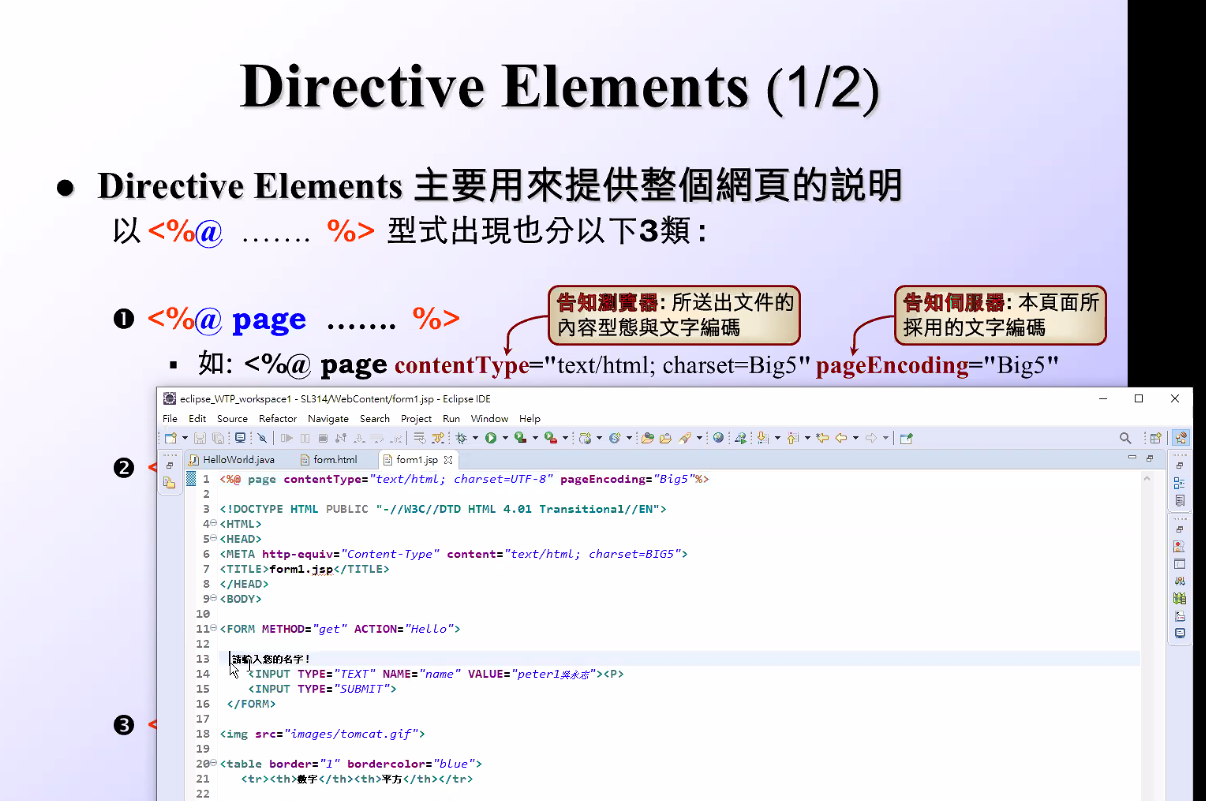 Directive Elements (1/2)
● Directive Elements 主要用來提供整個網頁的説明
以 <%@ ……. %> 型式出現也分以下3類 :
告知瀏覽器: 所送出文件的
內容型態與文字編碼
告知伺服器: 本頁面所
採用的文字編碼
❶ <%@ page ……. %>
▪ 如: <%@ page contentType="text/html; charset=Big5" pageEncoding="Big5"
❷ <
❸ <
eclipse_WTP_workspace1 - SL314/WebContent/form1.jsp - Eclipse IDE
File Edit Source Refactor Navigate Search Project Run Window Help
HelloWorld.java form.html form1.jsp
1 <%@ page contentType="text/html; charset=UTF-8" pageEncoding="Big5"%>
2
3 <!DOCTYPE HTML PUBLIC "-//W3C//DTD HTML 4.01 Transitional//EN">
4 <HTML>
5 <HEAD>
6 <META http-equiv="Content-Type" content="text/html; charset=BIG5">
7 <TITLE>form1.jsp</TITLE>
8 </HEAD>
9 <BODY>
10
11 <FORM METHOD="get" ACTION="Hello">
12
13 請輸入您的名字!
14 <INPUT TYPE="TEXT" NAME="name" VALUE="peter1吳永志"><P>
15 <INPUT TYPE="SUBMIT">
16 </FORM>
17
18 <img src="images/tomcat.gif">
19
20 <table border="1" bordercolor="blue">
21 <tr><th>數字</th><th>平方</th></tr>
22